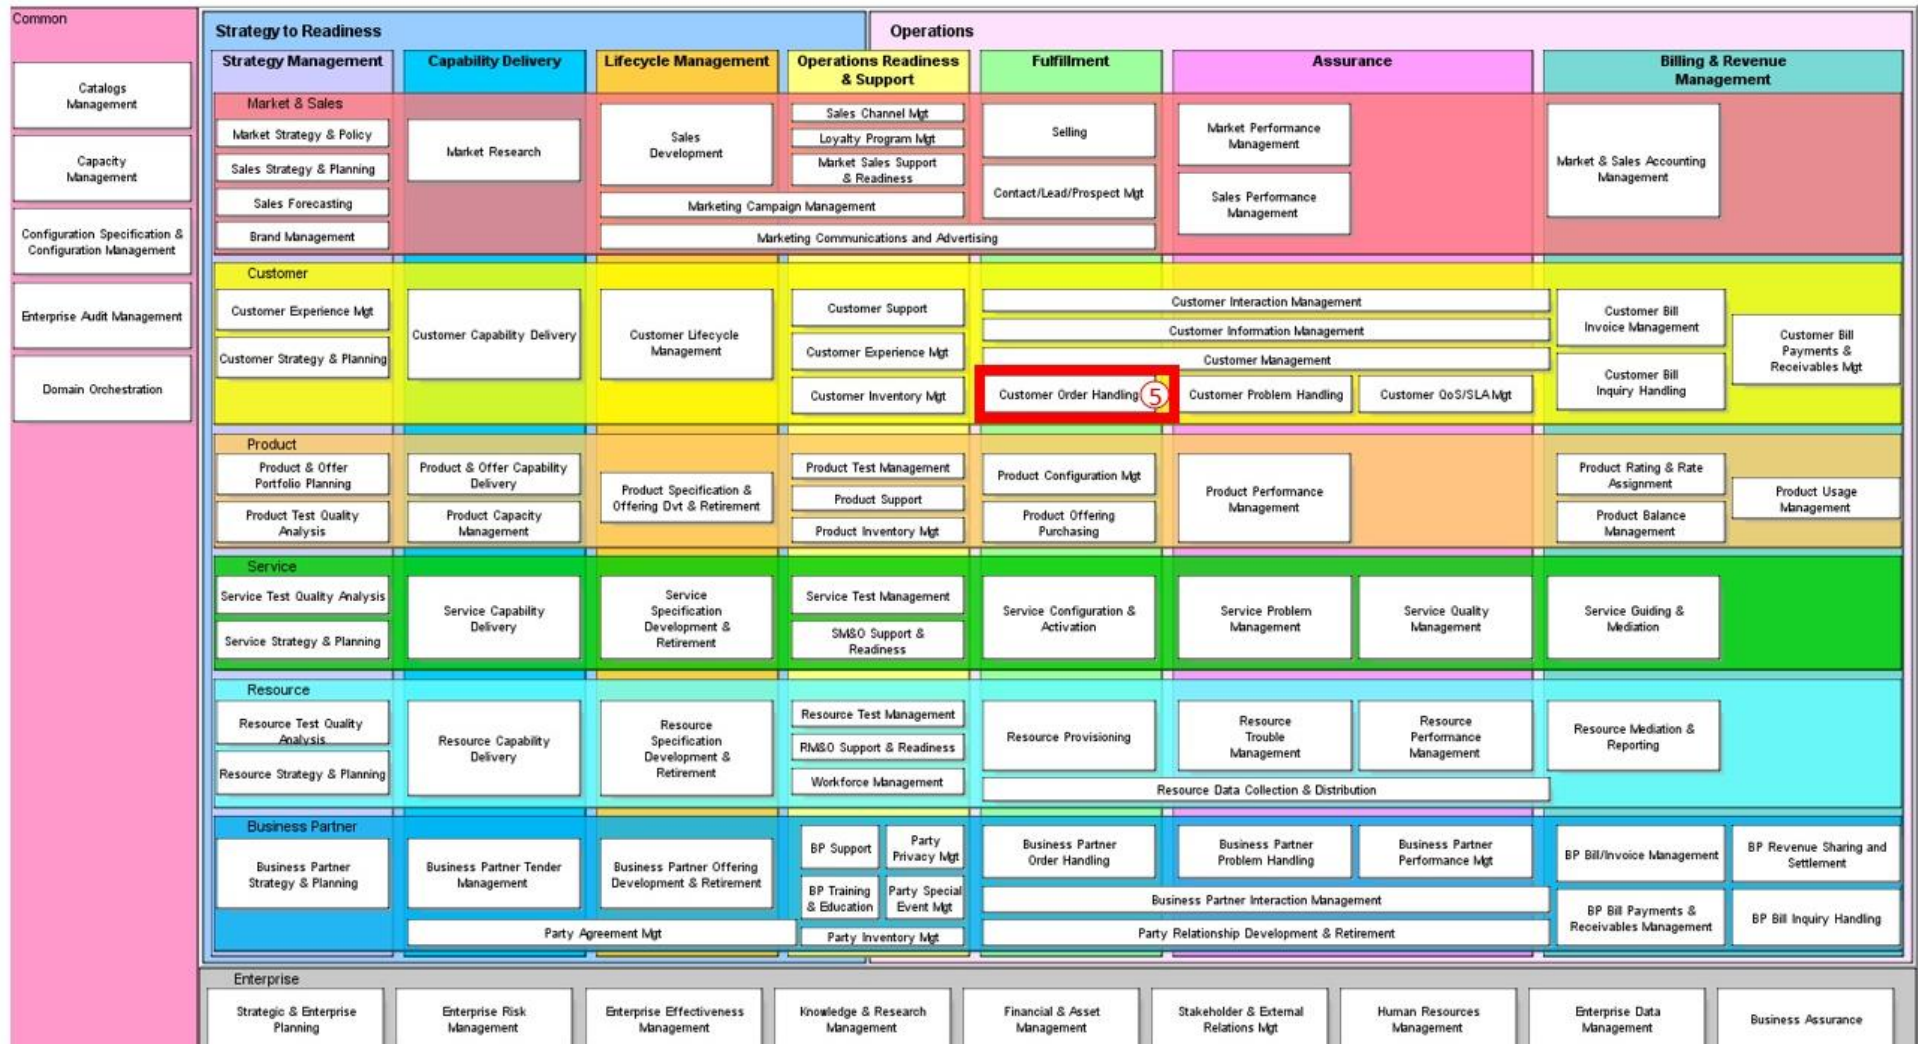 Common
Catalogs
Management
Capacity
Management
Configuration Specification &
Configuration Management
Enterprise Audit Management
Domain Orchestration
Strategy to Readiness
Operations
Strategy Management
Capability Delivery
Lifecycle Management
Operations Readiness
& Support
Fulfillment
Assurance
Billing & Revenue
Management
Market & Sales
Market Strategy & Policy
Sales Strategy & Planning
Sales Forecasting
Brand Management
Market Research
Sales
Development
Sales Channel Mgt
Loyalty Program Mgt
Market Sales Support
& Readiness
Marketing Campaign Management
Marketing Communications and Advertising
Selling
Contact/Lead/Prospect Mgt
Market Performance
Management
Sales Performance
Management
Market & Sales Accounting
Management
Customer
Customer Experience Mgt
Customer Strategy & Planning
Customer Capability Delivery
Customer Lifecycle
Management
Customer Support
Customer Experience Mgt
Customer Inventory Mgt
Customer Interaction Management
Customer Information Management
Customer Management
Customer Order Handling
5
Customer Problem Handling
Customer QoS/SLA Mgt
Customer Bill
Invoice Management
Customer Bill
Inquiry Handling
Customer Bill
Payments &
Receivables Mgt
Product
Product & Offer
Portfolio Planning
Product Test Quality
Analysis
Product & Offer Capability
Delivery
Product Capacity
Management
Product Specification &
Offering Dvt & Retirement
Product Test Management
Product Support
Product Inventory Mgt
Product Configuration Mgt
Product Offering
Purchasing
Product Performance
Management
Product Rating & Rate
Assignment
Product Balance
Management
Product Usage
Management
Service
Service Test Quality Analysis
Service Strategy & Planning
Service Capability
Delivery
Service
Specification
Development &
Retirement
Service Test Management
SM&O Support &
Readiness
Service Configuration &
Activation
Service Problem
Management
Service Quality
Management
Service Guiding &
Mediation
Resource
Resource Test Quality
Analysis
Resource Strategy & Planning
Resource Capability
Delivery
Resource
Specification
Development &
Retirement
Resource Test Management
RM&O Support & Readiness
Workforce Management
Resource Provisioning
Resource
Trouble
Management
Resource
Performance
Management
Resource Data Collection & Distribution
Resource Mediation &
Reporting
Business Partner
Business Partner
Strategy & Planning
Business Partner Tender
Management
Business Partner Offering
Development & Retirement
Party Agreement Mgt
BP Support
Party
Privacy Mgt
BP Training
& Education
Party Special
Event Mgt
Party Inventory Mgt
Business Partner
Order Handling
Business Partner
Problem Handling
Business Partner
Performance Mgt
Business Partner Interaction Management
Party Relationship Development & Retirement
BP Bill/Invoice Management
BP Revenue Sharing and
Settlement
BP Bill Payments &
Receivables Management
BP Bill Inquiry Handling
Enterprise
Strategic & Enterprise
Planning
Enterprise Risk
Management
Enterprise Effectiveness
Management
Knowledge & Research
Management
Financial & Asset
Management
Stakeholder & External
Relations Mgt
Human Resources
Management
Enterprise Data
Management
Business Assurance